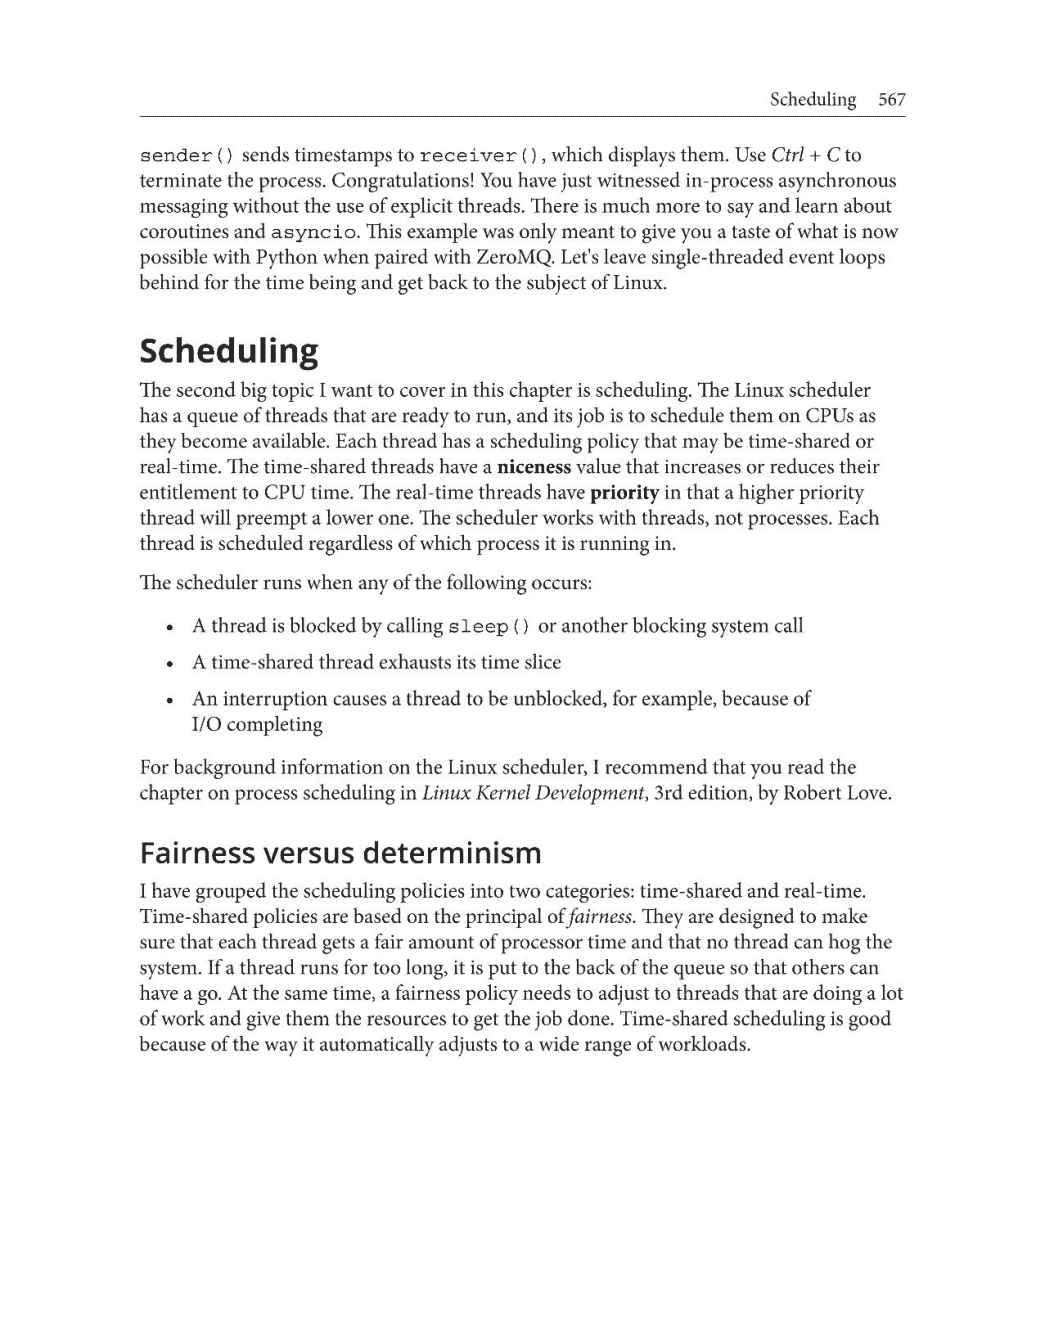 Scheduling 567
sender() sends timestamps to receiver(), which displays them. Use Ctrl + C to
terminate the process. Congratulations! You have just witnessed in-process asynchronous
messaging without the use of explicit threads. There is much more to say and learn about
coroutines and asyncio. This example was only meant to give you a taste of what is now
possible with Python when paired with ZeroMQ. Let's leave single-threaded event loops
behind for the time being and get back to the subject of Linux.
Scheduling
The second big topic I want to cover in this chapter is scheduling. The Linux scheduler
has a queue of threads that are ready to run, and its job is to schedule them on CPUs as
they become available. Each thread has a scheduling policy that may be time-shared or
real-time. The time-shared threads have a niceness value that increases or reduces their
entitlement to CPU time. The real-time threads have priority in that a higher priority
thread will preempt a lower one. The scheduler works with threads, not processes. Each
thread is scheduled regardless of which process it is running in.
The scheduler runs when any of the following occurs:
• A thread is blocked by calling sleep() or another blocking system call
• A time-shared thread exhausts its time slice
• An interruption causes a thread to be unblocked, for example, because of
I/O completing
For background information on the Linux scheduler, I recommend that you read the
chapter on process scheduling in Linux Kernel Development, 3rd edition, by Robert Love.
Fairness versus determinism
I have grouped the scheduling policies into two categories: time-shared and real-time.
Time-shared policies are based on the principal of fairness. They are designed to make
sure that each thread gets a fair amount of processor time and that no thread can hog the
system. If a thread runs for too long, it is put to the back of the queue so that others can
have a go. At the same time, a fairness policy needs to adjust to threads that are doing a lot
of work and give them the resources to get the job done. Time-shared scheduling is good
because of the way it automatically adjusts to a wide range of workloads.